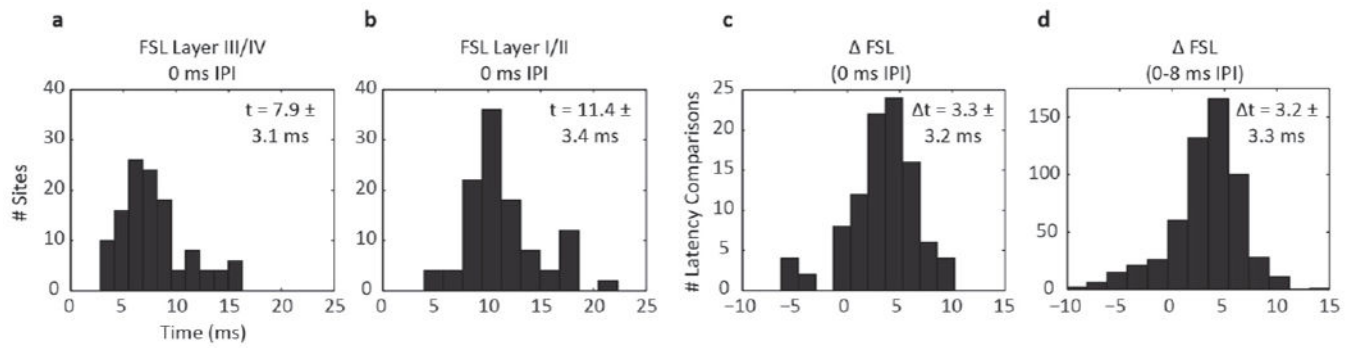 a
FSL Layer III/IV
0 ms IPI
t = 7.9 ±
3.1 ms
# Sites
40
30
20
10
0
0 5 10 15 20 25
Time (ms)
b
FSL Layer I/II
0 ms IPI
t = 11.4 ±
3.4 ms
40
30
20
10
0
0 5 10 15 20 25
c
Δ FSL
(0 ms IPI)
Δt = 3.3 ±
3.2 ms
# Latency Comparisons
25
20
15
10
5
0
−10 −5 0 5 10 15
d
Δ FSL
(0-8 ms IPI)
Δt = 3.2 ±
3.3 ms
150
100
50
0
−10 −5 0 5 10 15